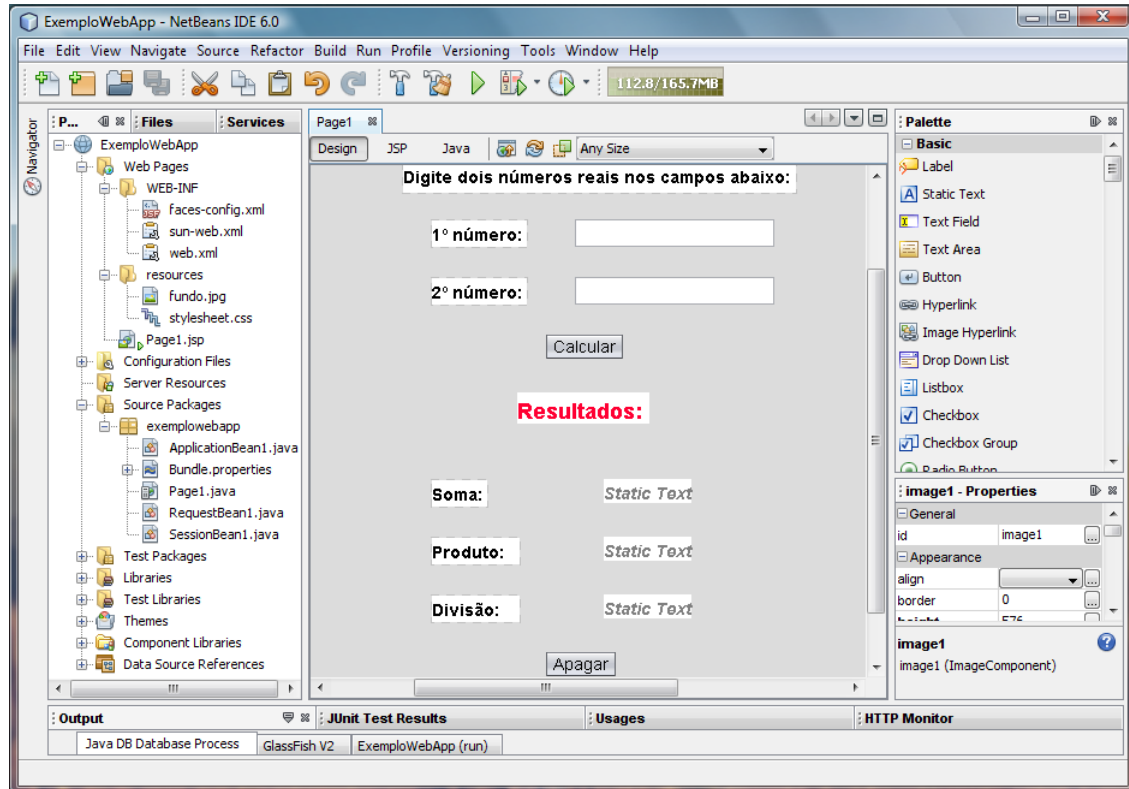 ExemploWebApp - NetBeans IDE 6.0
File Edit View Navigate Source Refactor Build Run Profile Versioning Tools Window Help
112.8/165.7MB
Navigator
P... Files Services
ExemploWebApp
Web Pages
WEB-INF
faces-config.xml
sun-web.xml
web.xml
resources
fundo.jpg
stylesheet.css
Page1.jsp
Configuration Files
Server Resources
Source Packages
exemplowebapp
ApplicationBean1.java
Bundle.properties
Page1.java
RequestBean1.java
SessionBean1.java
Test Packages
Libraries
Test Libraries
Themes
Component Libraries
Data Source References
Page1
Design JSP Java Any Size
Digite dois números reais nos campos abaixo:
1º número:
2º número:
Calcular
Resultados:
Soma: Static Text
Produto: Static Text
Divisão: Static Text
Apagar
Palette
Basic
Label
Static Text
Text Field
Text Area
Button
Hyperlink
Image Hyperlink
Drop Down List
Listbox
Checkbox
Checkbox Group
Radio Button
image1 - Properties
General
id image1 ...
Appearance
align ...
border 0 ...
height 576
image1
image1 (ImageComponent)
Output JUnit Test Results Usages HTTP Monitor
Java DB Database Process GlassFish V2 ExemploWebApp (run)